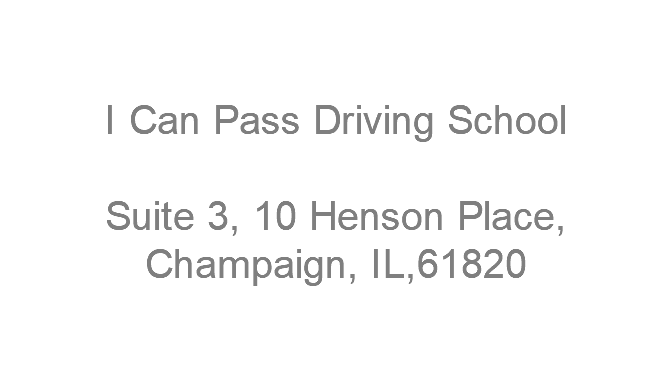 I Can Pass Driving School
Suite 3, 10 Henson Place,
Champaign, IL,61820